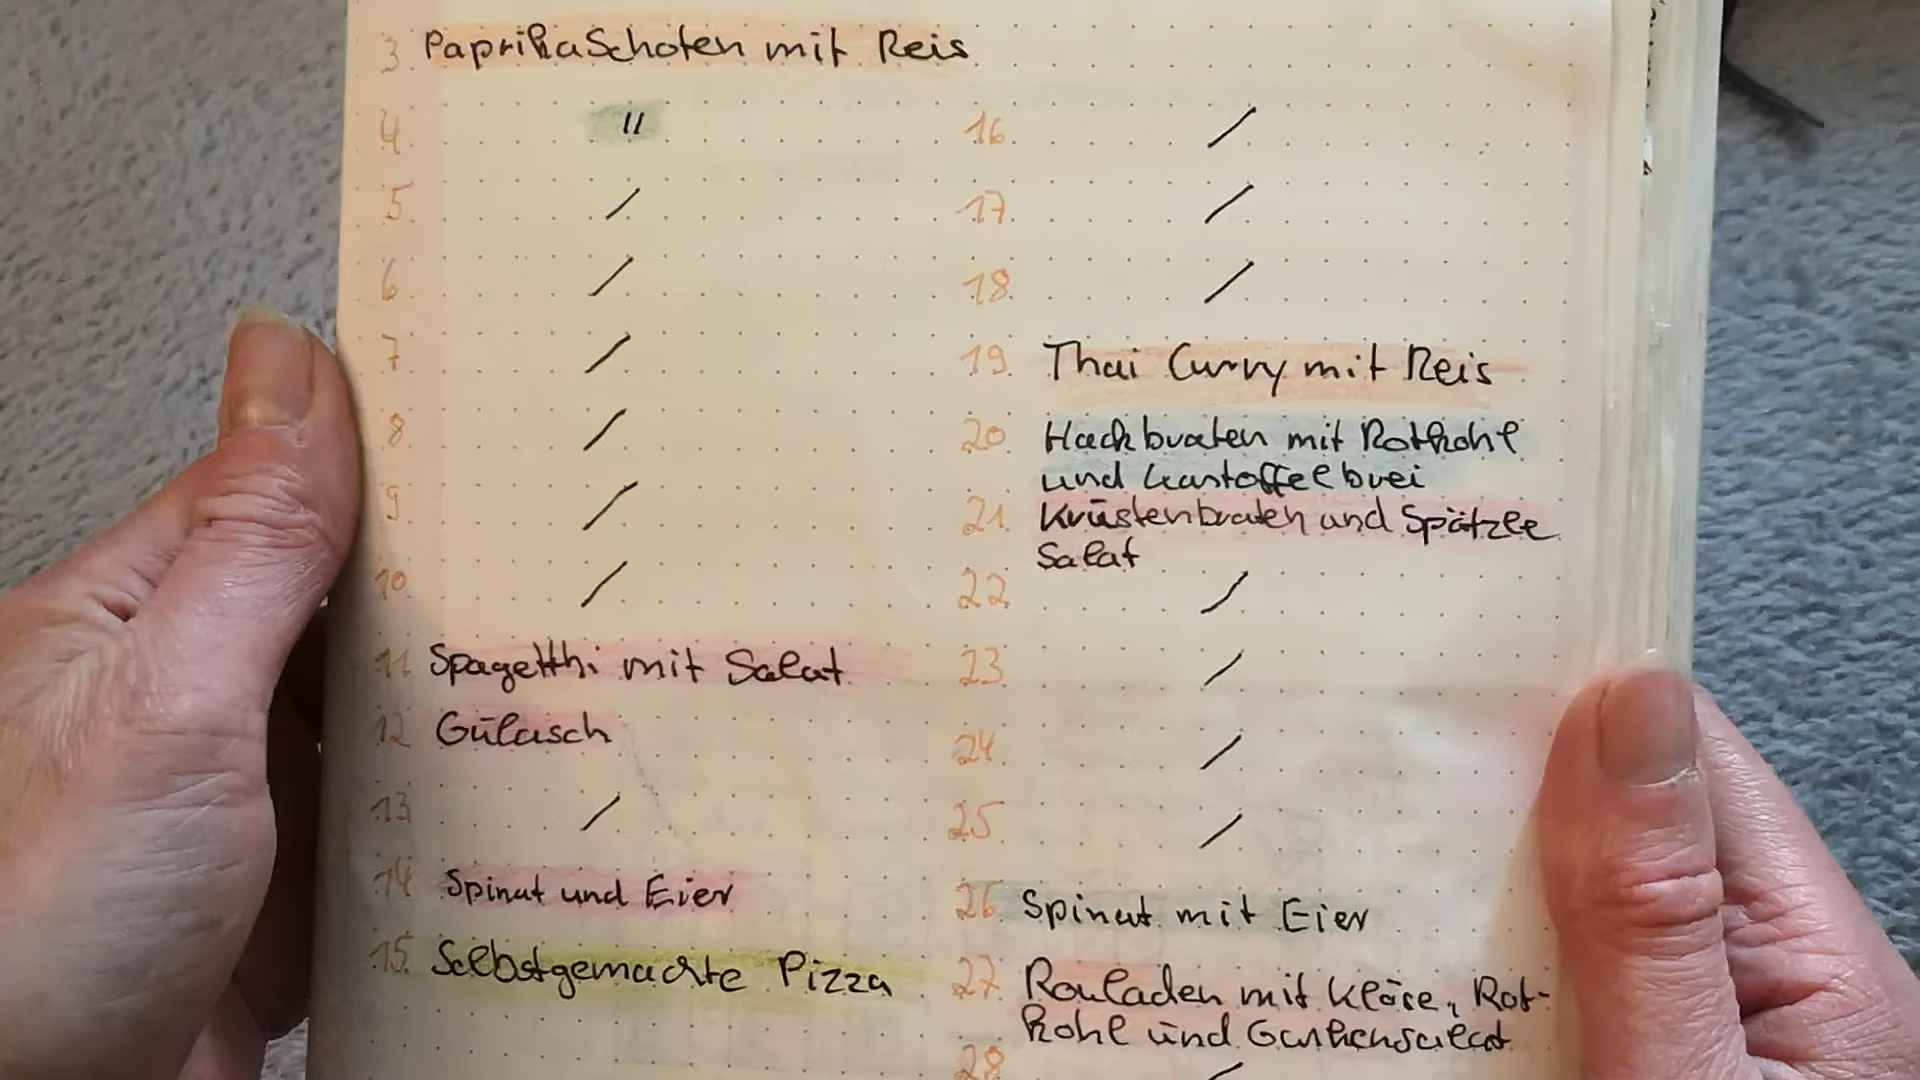 3. Paprikaschoten mit Reis
4. "
5. /
6. /
7. /
8. /
9. /
10. /
11. Spagetthi mit Salat
12. Gulasch
13. /
14. Spinat und Eier
15. Selbstgemachte Pizza
16. /
17. /
18. /
19. Thai Curry mit Reis
20. Hackbraten mit Rotkohl
und Kartoffelbrei
21. Krustenbraten und Spätzle
Salat
22. /
23. /
24. /
25. /
26. Spinat mit Eier
27. Rouladen mit Klöse, Rot-
kohl und Gurkensalat
28. /